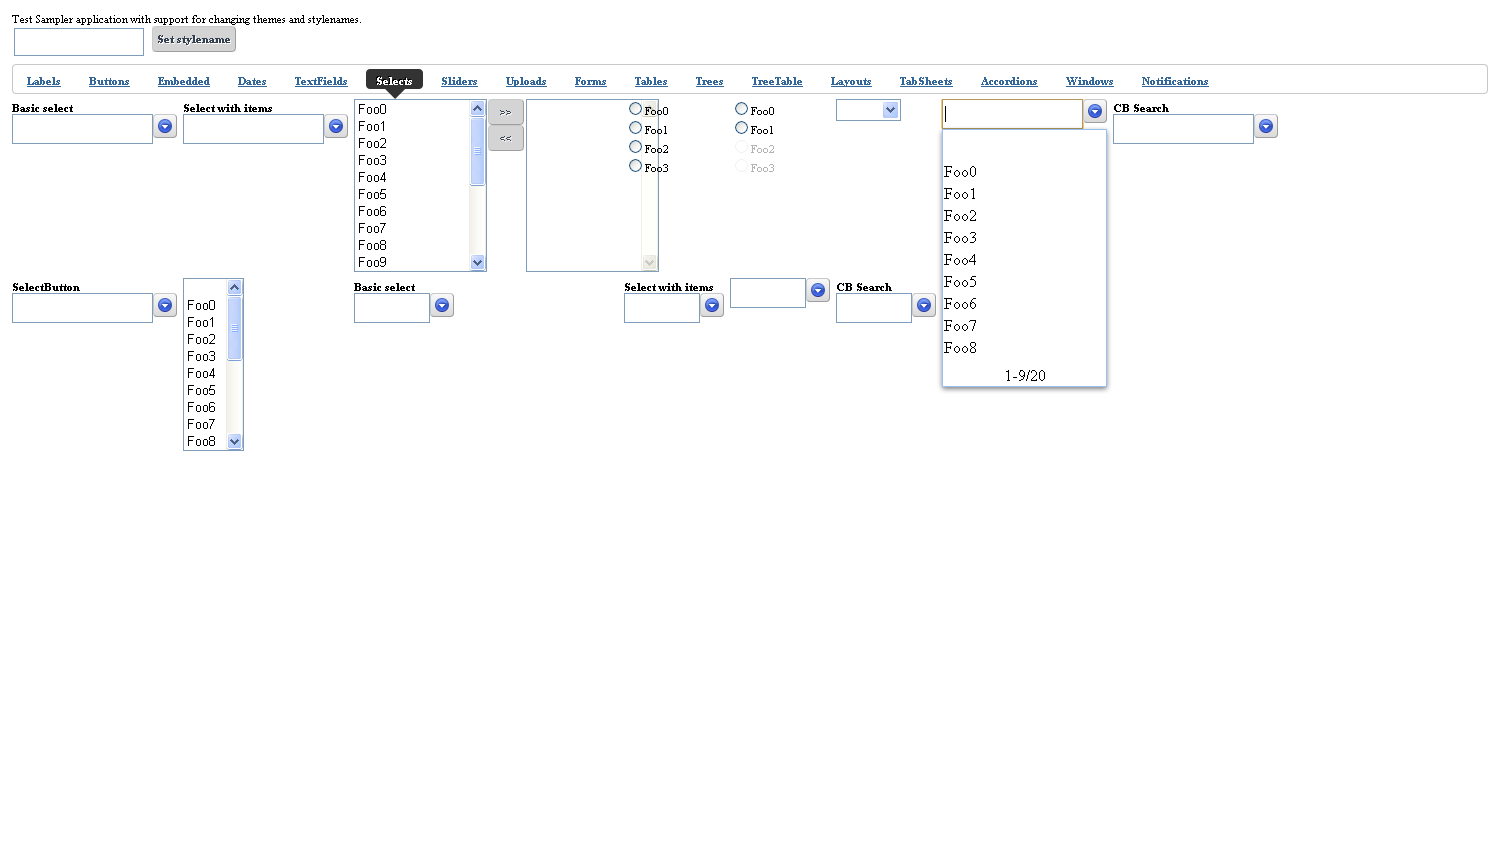 Test Sampler application with support for changing themes and stylenames.
Set stylename
Labels Buttons Embedded Dates TextFields Selects Sliders Uploads Forms Tables Trees TreeTable Layouts TabSheets Accordions Windows Notifications
Basic select
Select with items
Foo0
Foo1
Foo2
Foo3
Foo4
Foo5
Foo6
Foo7
Foo8
Foo9
>>
<<
Foo0
Foo1
Foo2
Foo3
Foo0
Foo1
Foo2
Foo3
Foo0
Foo1
Foo2
Foo3
Foo4
Foo5
Foo6
Foo7
Foo8
1-9/20
CB Search
SelectButton
Foo0
Foo1
Foo2
Foo3
Foo4
Foo5
Foo6
Foo7
Foo8
Basic select
Select with items
CB Search